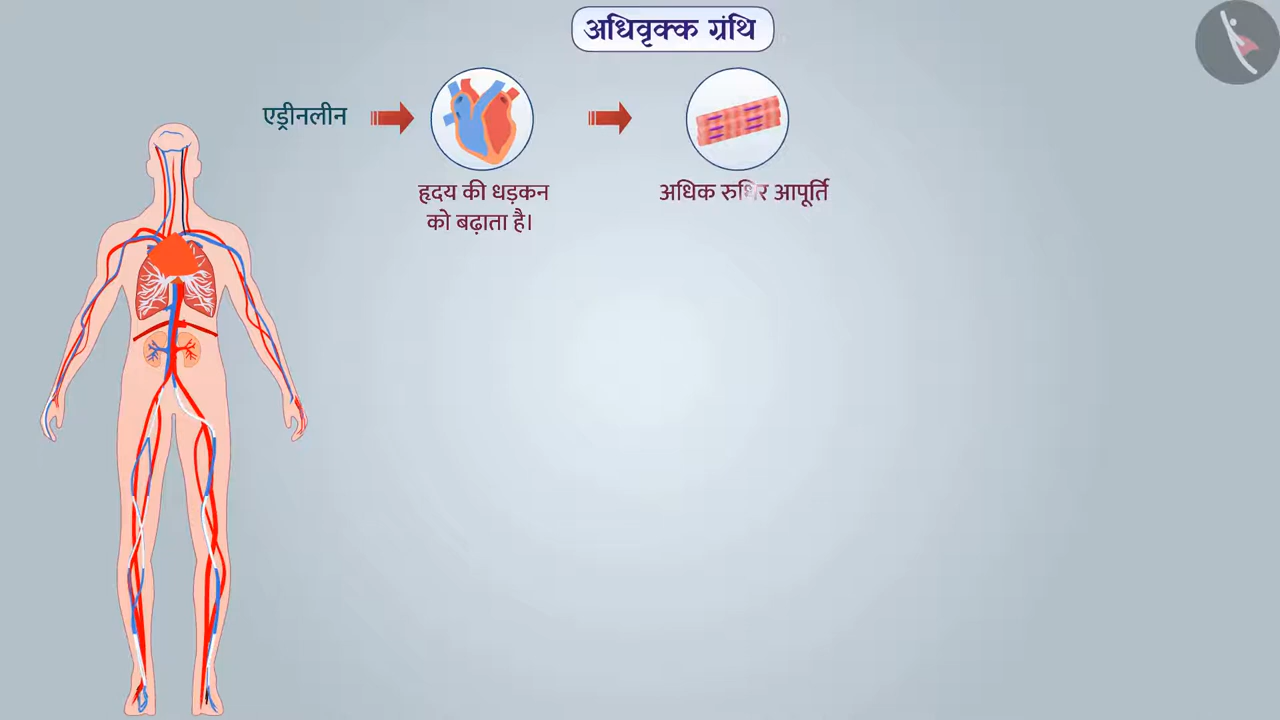 अधिवृक्क ग्रंथि
एड्रीनलीन
हृदय की धड़कन
को बढ़ाता है।
अधिक रुधिर आपूर्ति